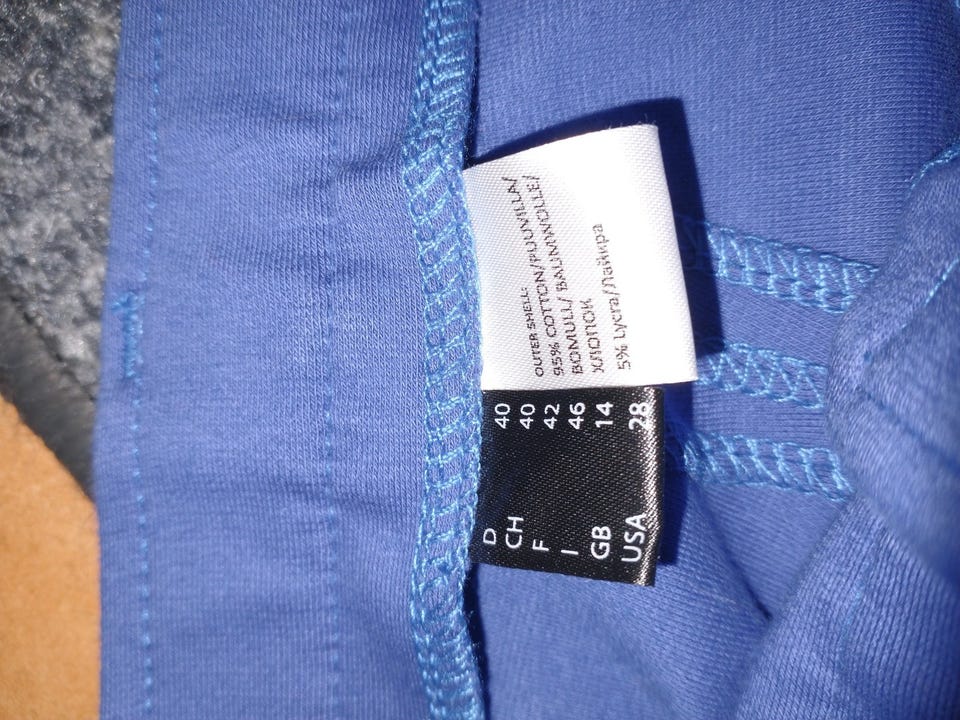 OUTER SHELL:
95% COTTON/PUUVILLA/
BOMULL/ BAUMWOLLE/
ХЛОПОК
5% Lycra/Лайкра
D 40
CH 40
F 42
I 46
GB 14
USA 28